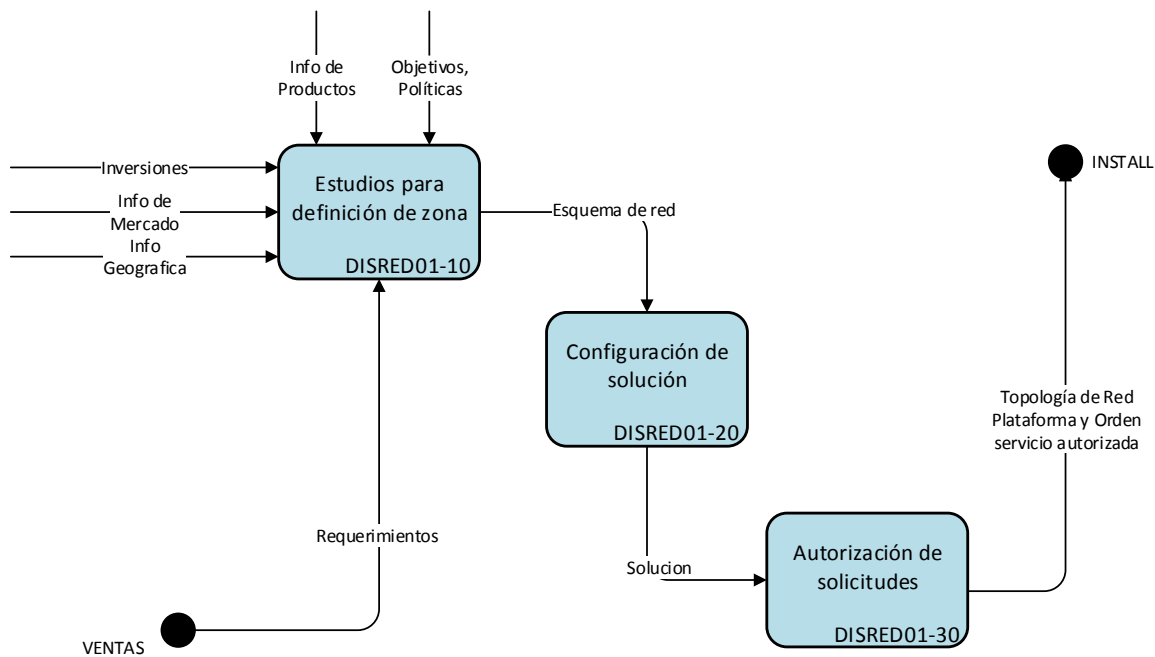 Info de
Productos
Objetivos,
Políticas
Inversiones
Info de
Mercado
Info
Geografica
Estudios para
definición de zona
DISRED01-10
Esquema de red
INSTALL
Configuración de
solución
DISRED01-20
Topología de Red
Plataforma y Orden
servicio autorizada
Requerimientos
Solucion
Autorización de
solicitudes
DISRED01-30
VENTAS